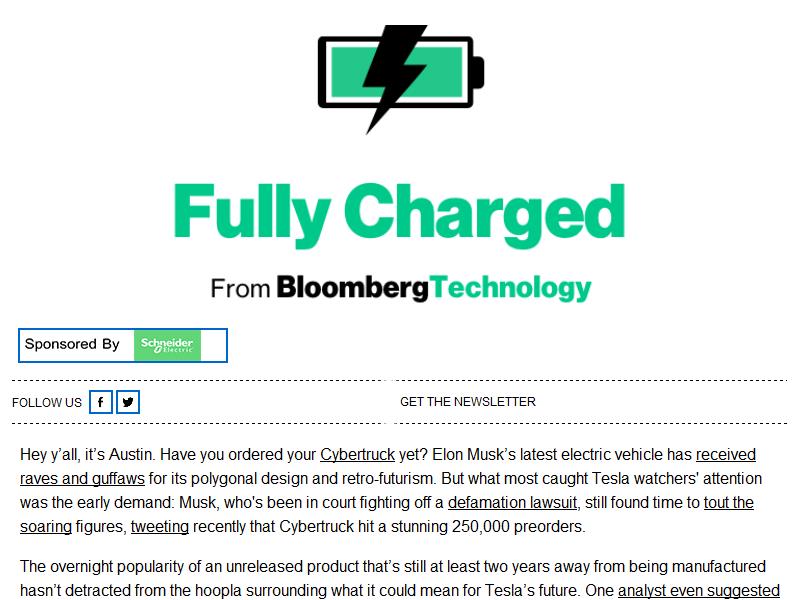 Fully Charged
From BloombergTechnology
Sponsored By Schneider Electric
FOLLOW US f GET THE NEWSLETTER
Hey y’all, it’s Austin. Have you ordered your Cybertruck yet? Elon Musk’s latest electric vehicle has received
raves and guffaws for its polygonal design and retro-futurism. But what most caught Tesla watchers' attention
was the early demand: Musk, who's been in court fighting off a defamation lawsuit, still found time to tout the
soaring figures, tweeting recently that Cybertruck hit a stunning 250,000 preorders.
The overnight popularity of an unreleased product that’s still at least two years away from being manufactured
hasn’t detracted from the hoopla surrounding what it could mean for Tesla’s future. One analyst even suggested